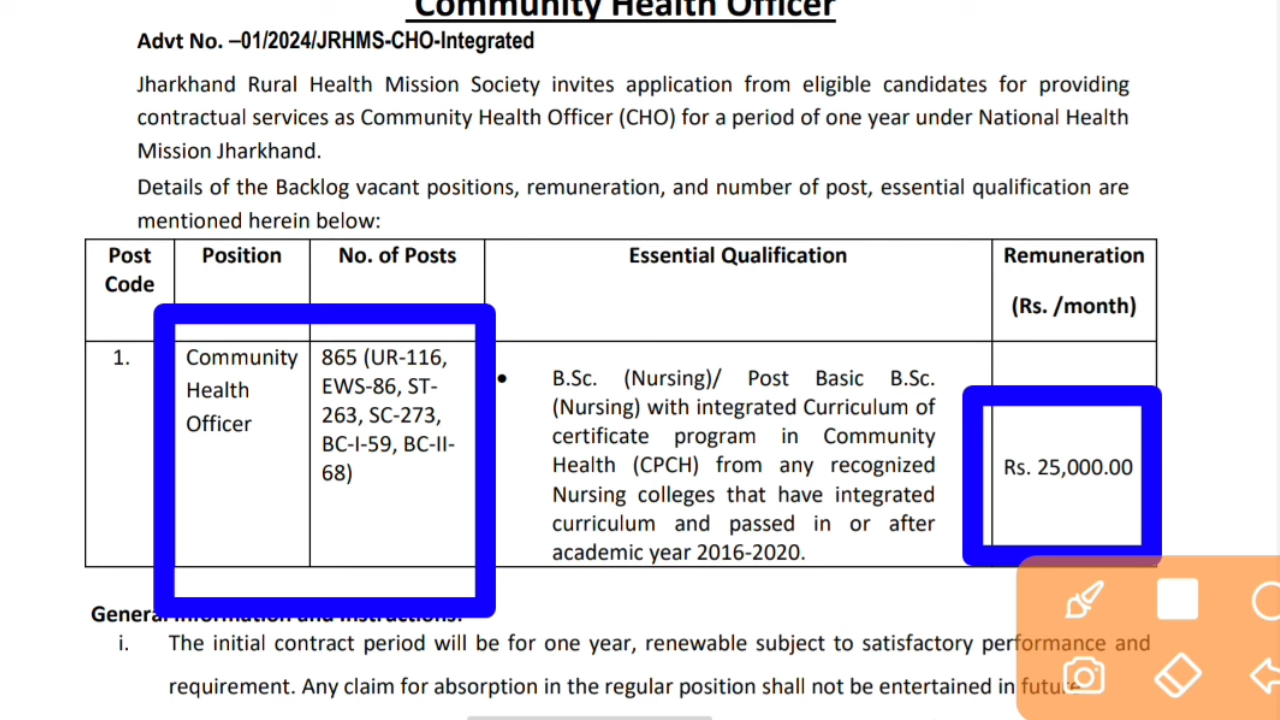 Community Health Officer
Advt No. –01/2024/JRHMS-CHO-Integrated
Jharkhand Rural Health Mission Society invites application from eligible candidates for providing
contractual services as Community Health Officer (CHO) for a period of one year under National Health
Mission Jharkhand.
Details of the Backlog vacant positions, remuneration, and number of post, essential qualification are
mentioned herein below:
Post
Code
Position
No. of Posts
Essential Qualification
Remuneration
(Rs. /month)
1.
Community
Health
Officer
865 (UR-116,
EWS-86, ST-
263, SC-273,
BC-I-59, BC-II-
68)
• B.Sc. (Nursing)/ Post Basic B.Sc.
(Nursing) with integrated Curriculum of
certificate program in Community
Health (CPCH) from any recognized
Nursing colleges that have integrated
curriculum and passed in or after
academic year 2016-2020.
Rs. 25,000.00
General information and instructions:
i. The initial contract period will be for one year, renewable subject to satisfactory performance and
requirement. Any claim for absorption in the regular position shall not be entertained in future